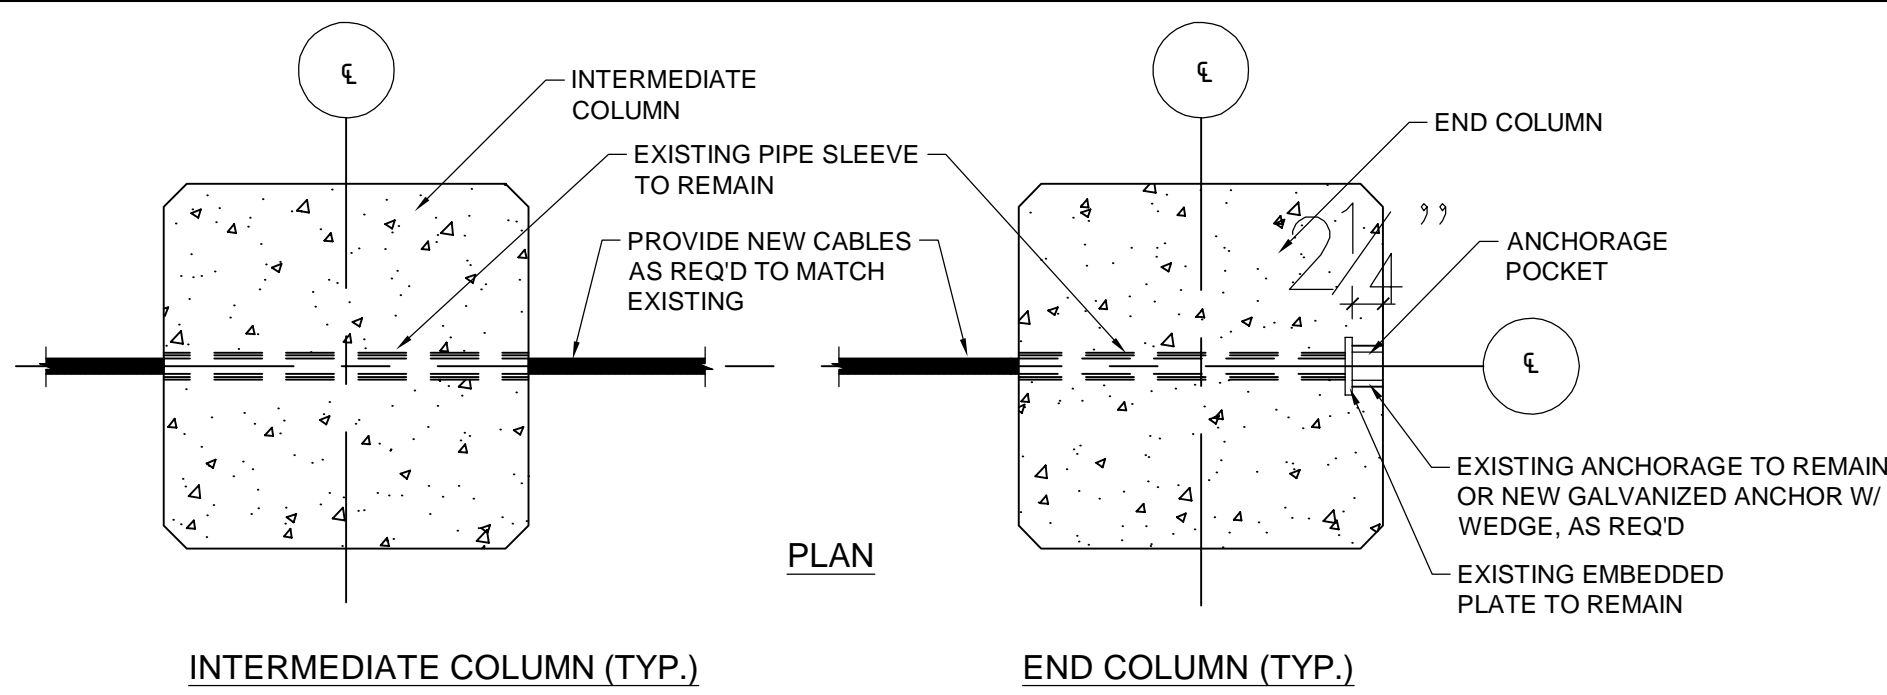 ℄
℄
INTERMEDIATE
COLUMN
END COLUMN
EXISTING PIPE SLEEVE
TO REMAIN
2 1/4"
PROVIDE NEW CABLES
AS REQ'D TO MATCH
EXISTING
ANCHORAGE
POCKET
℄
EXISTING ANCHORAGE TO REMAIN
OR NEW GALVANIZED ANCHOR W/
WEDGE, AS REQ'D
EXISTING EMBEDDED
PLATE TO REMAIN
PLAN
INTERMEDIATE COLUMN (TYP.)
END COLUMN (TYP.)